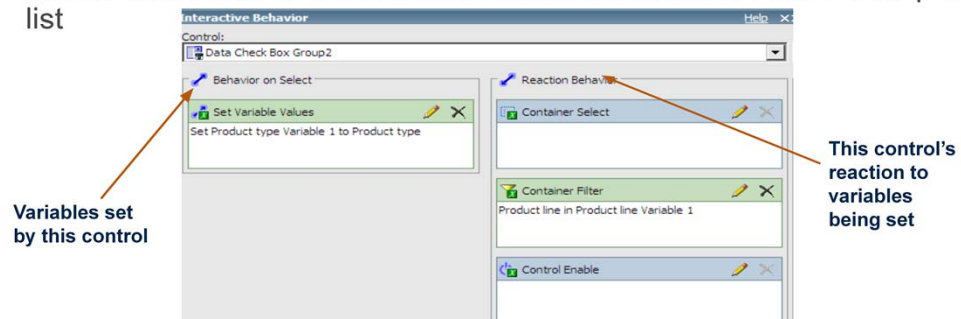 list
Interactive Behavior
Help
Control:
Data Check Box Group2
Behavior on Select
Set Variable Values
Set Product type Variable 1 to Product type
Reaction Behavior
Container Select
Container Filter
Product line in Product line Variable 1
Control Enable
Variables set
by this control
This control's
reaction to
variables
being set